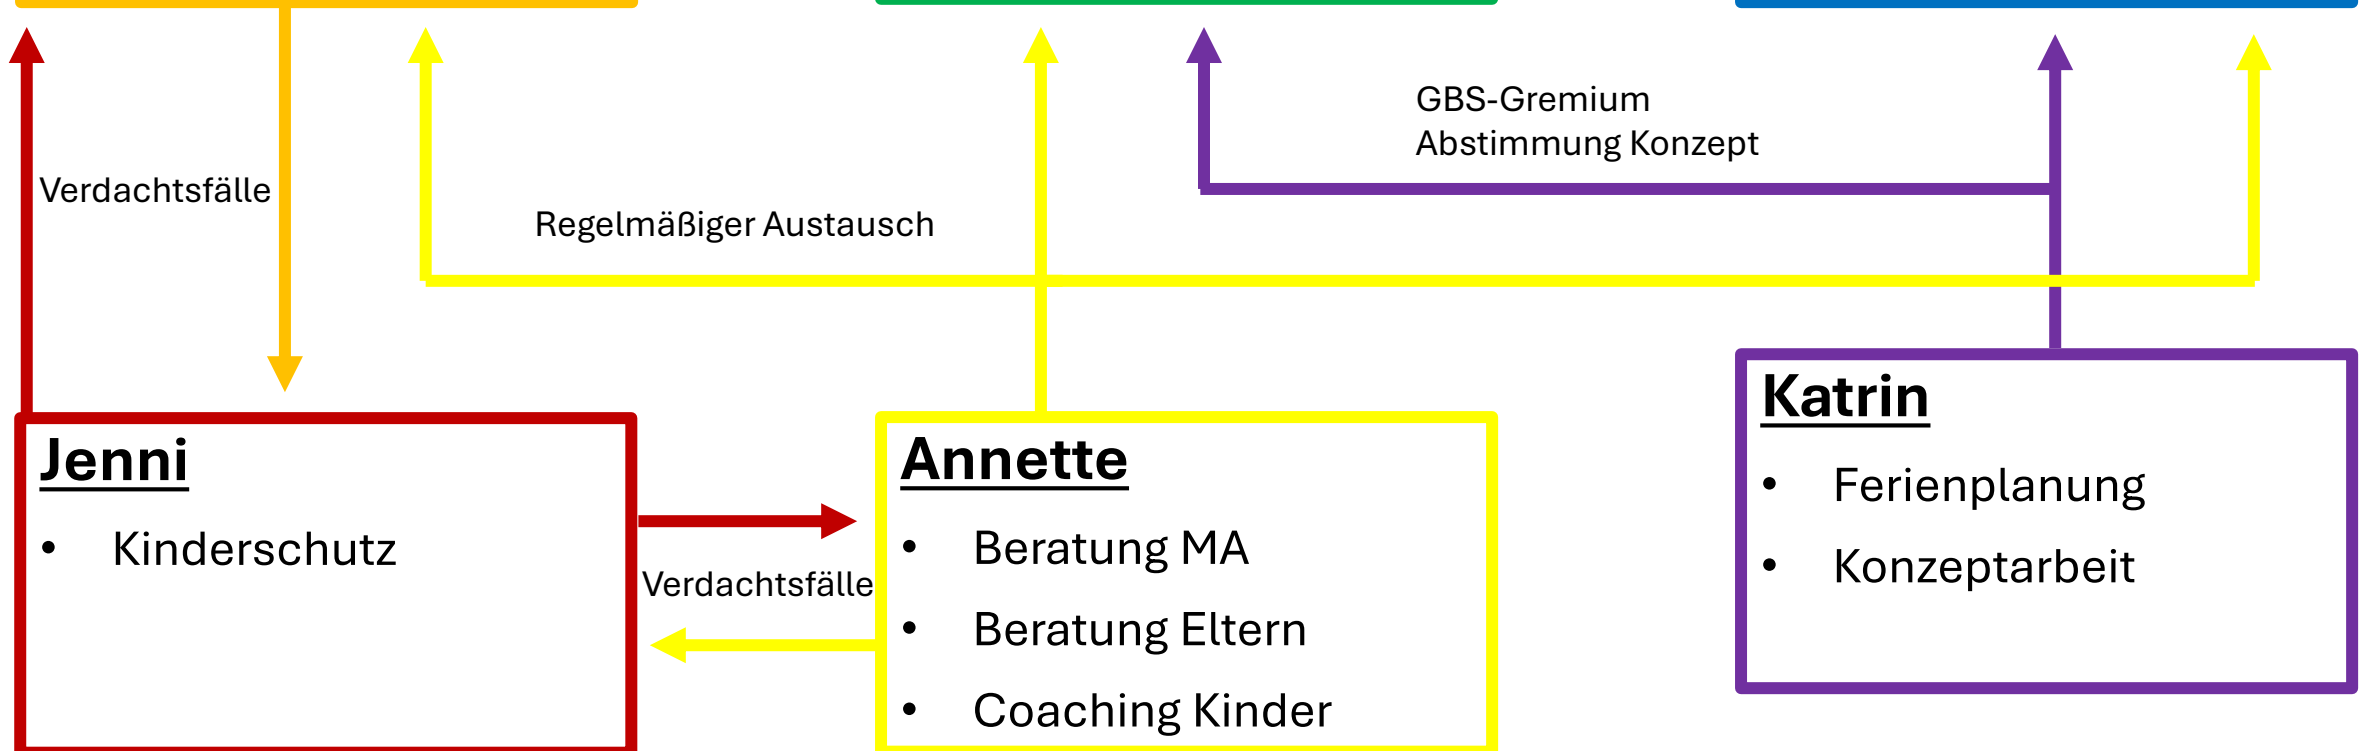 GBS-Gremium
Abstimmung Konzept
Verdachtsfälle
Regelmäßiger Austausch
Jenni
• Kinderschutz
Verdachtsfälle
Annette
• Beratung MA
• Beratung Eltern
• Coaching Kinder
Katrin
• Ferienplanung
• Konzeptarbeit